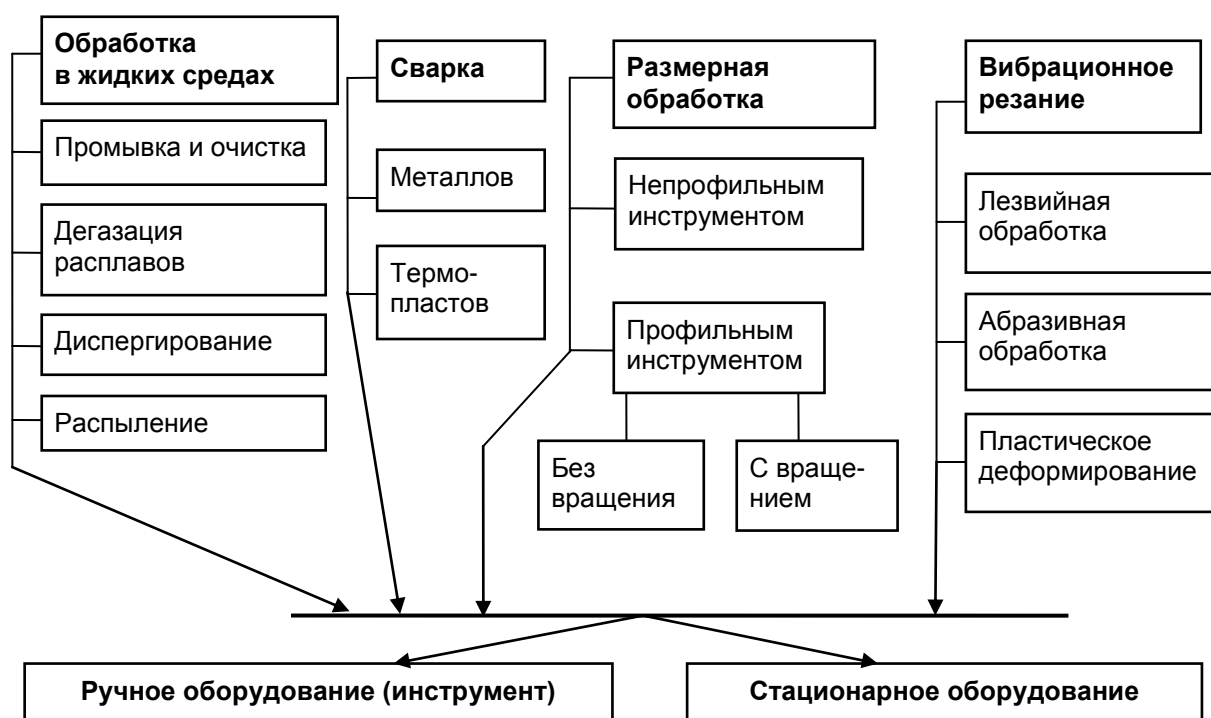 Обработка
в жидких средах
Промывка и очистка
Дегазация
расплавов
Диспергирование
Распыление
Сварка
Металлов
Термо-
пластов
Размерная
обработка
Непрофильным
инструментом
Профильным
инструментом
Без
вращения
С враще-
нием
Вибрационное
резание
Лезвийная
обработка
Абразивная
обработка
Пластическое
деформирование
Ручное оборудование (инструмент)
Стационарное оборудование